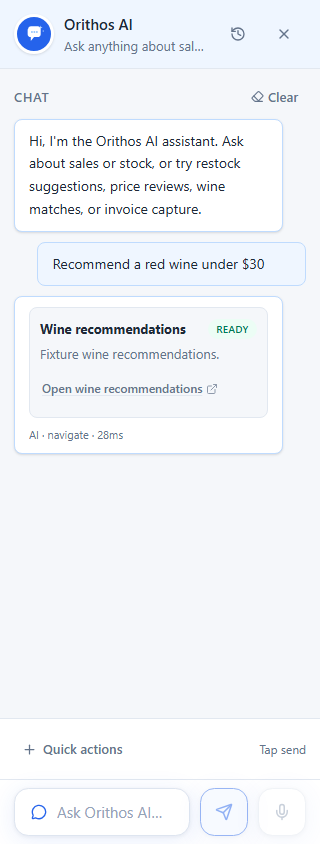 Orithos AI
Ask anything about sal...
CHAT
Clear
Hi, I'm the Orithos AI assistant. Ask
about sales or stock, or try restock
suggestions, price reviews, wine
matches, or invoice capture.
Recommend a red wine under $30
Wine recommendations
READY
Fixture wine recommendations.
Open wine recommendations
AI · navigate · 28ms
Quick actions
Tap send
Ask Orithos AI...